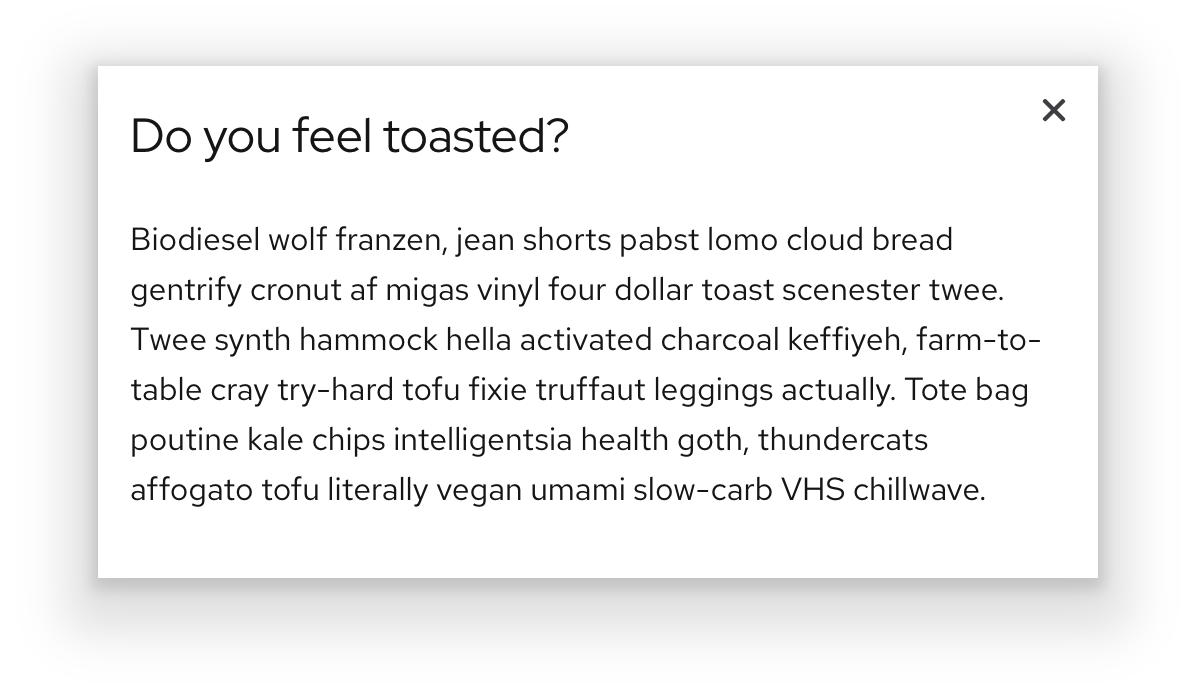 Do you feel toasted?
Biodiesel wolf franzen, jean shorts pabst lomo cloud bread
gentrify cronut af migas vinyl four dollar toast scenester twee.
Twee synth hammock hella activated charcoal keffiyeh, farm-to-
table cray try-hard tofu fixie truffaut leggings actually. Tote bag
poutine kale chips intelligentsia health goth, thundercats
affogato tofu literally vegan umami slow-carb VHS chillwave.